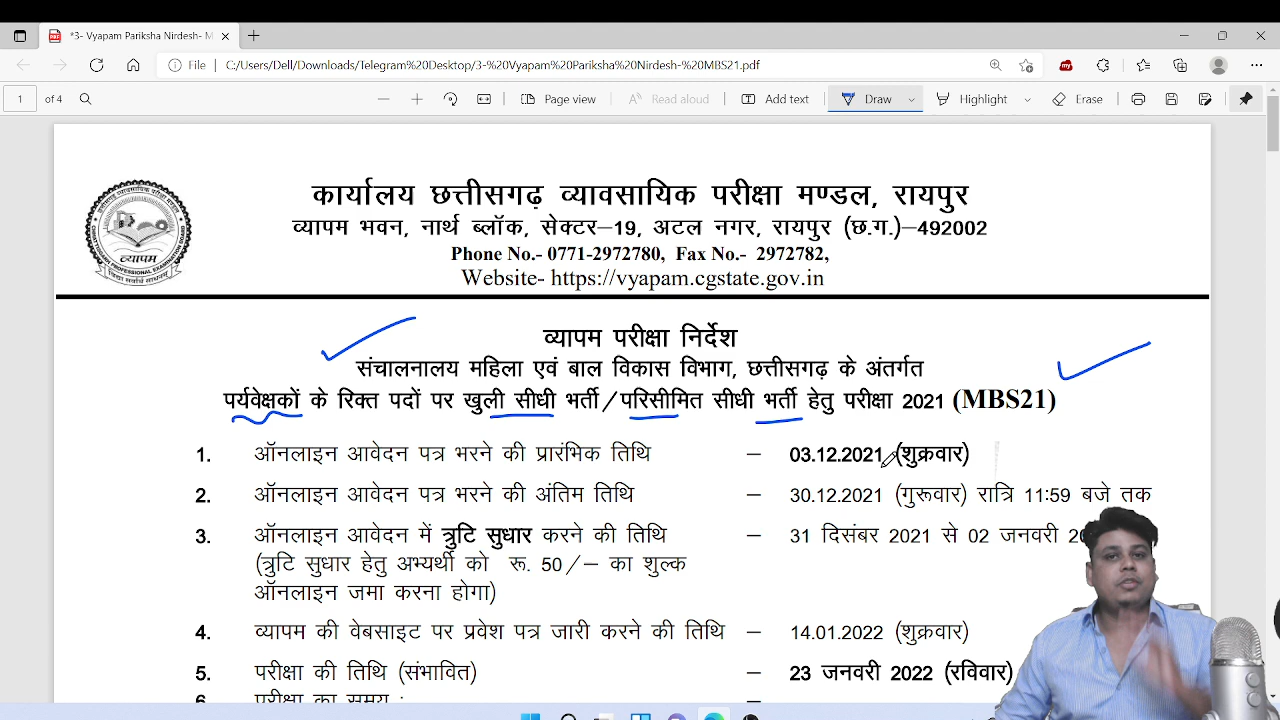 *3- Vyapam Pariksha Nirdesh- M
File
C:/Users/Dell/Downloads/Telegram%20Desktop/3-%20Vyapam%20Pariksha%20Nirdesh-%20MBS21.pdf
1 of 4
Page view
Read aloud
Add text
Draw
Highlight
Erase
कार्यालय छत्तीसगढ़ व्यावसायिक परीक्षा मण्डल, रायपुर
व्यापम भवन, नार्थ ब्लॉक, सेक्टर–19, अटल नगर, रायपुर (छ.ग.)–492002
Phone No.- 0771-2972780, Fax No.- 2972782,
Website- https://vyapam.cgstate.gov.in
व्यापम
व्यापम परीक्षा निर्देश
संचालनालय महिला एवं बाल विकास विभाग, छत्तीसगढ़ के अंतर्गत
पर्यवेक्षकों के रिक्त पदों पर खुली सीधी भर्ती/परिसीमित सीधी भर्ती हेतु परीक्षा 2021 (MBS21)
1. ऑनलाइन आवेदन पत्र भरने की प्रारंभिक तिथि – 03.12.2021 (शुक्रवार)
2. ऑनलाइन आवेदन पत्र भरने की अंतिम तिथि – 30.12.2021 (गुरूवार) रात्रि 11:59 बजे तक
3. ऑनलाइन आवेदन में त्रुटि सुधार करने की तिथि – 31 दिसंबर 2021 से 02 जनवरी
(त्रुटि सुधार हेतु अभ्यर्थी को रू. 50/– का शुल्क
ऑनलाइन जमा करना होगा)
4. व्यापम की वेबसाइट पर प्रवेश पत्र जारी करने की तिथि – 14.01.2022 (शुक्रवार)
5. परीक्षा की तिथि (संभावित) – 23 जनवरी 2022 (रविवार)
6 परीक्षा का समय : –